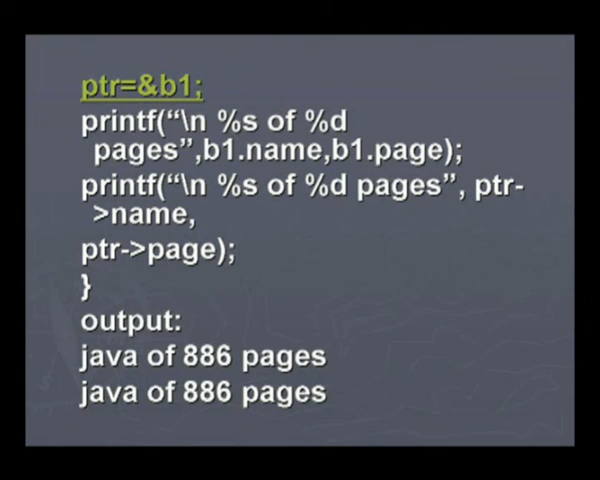 ptr=&b1;
printf(“\n %s of %d
pages”,b1.name,b1.page);
printf(“\n %s of %d pages”, ptr-
>name,
ptr->page);
}
output:
java of 886 pages
java of 886 pages